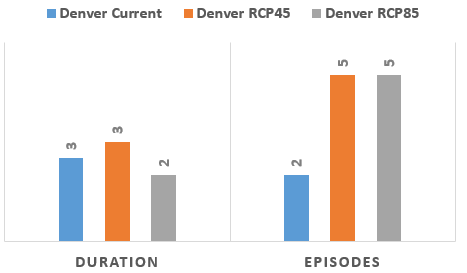 Denver Current Denver RCP45 Denver RCP85
3 3 2 2 5 5
DURATION EPISODES